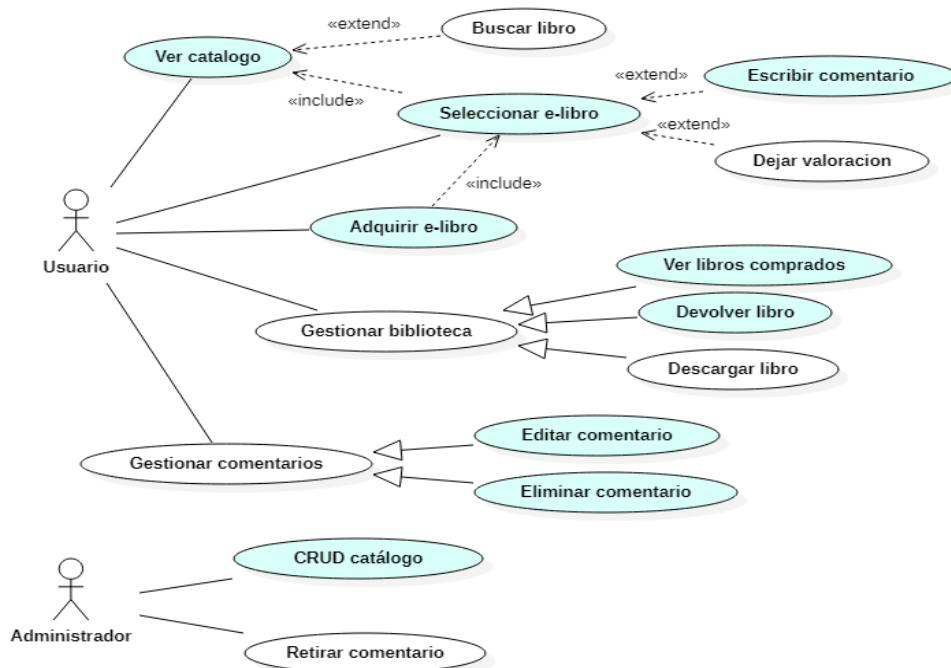 «extend»
Buscar libro
Ver catalogo
«extend»
Escribir comentario
«include»
Seleccionar e-libro
«extend»
Dejar valoracion
«include»
Adquirir e-libro
Usuario
Ver libros comprados
Devolver libro
Gestionar biblioteca
Descargar libro
Editar comentario
Gestionar comentarios
Eliminar comentario
CRUD catálogo
Administrador
Retirar comentario